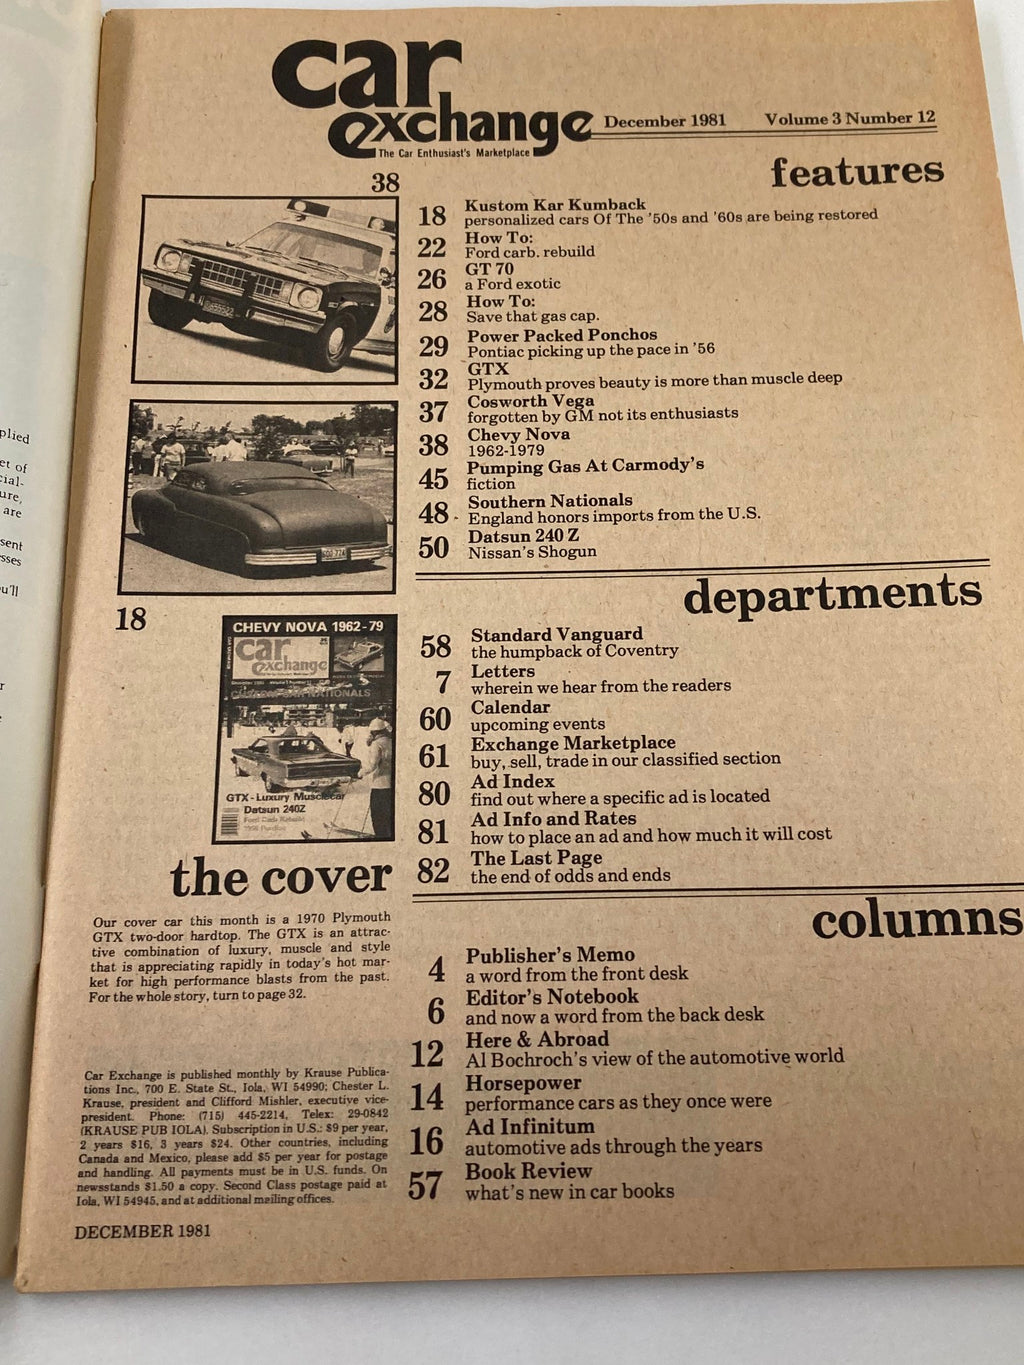 car
exchange
The Car Enthusiast's Marketplace
December 1981 Volume 3 Number 12
features
38
18 Kustom Kar Kumback
personalized cars Of The '50s and '60s are being restored
22 How To:
Ford carb. rebuild
26 GT 70
a Ford exotic
28 How To:
Save that gas cap.
29 Power Packed Ponchos
Pontiac picking up the pace in '56
32 GTX
Plymouth proves beauty is more than muscle deep
37 Cosworth Vega
forgotten by GM not its enthusiasts
38 Chevy Nova
1962-1979
45 Pumping Gas At Carmody's
fiction
48 Southern Nationals
England honors imports from the U.S.
50 Datsun 240 Z
Nissan's Shogun
departments
58 Standard Vanguard
the humpback of Coventry
7 Letters
wherein we hear from the readers
60 Calendar
upcoming events
61 Exchange Marketplace
buy, sell, trade in our classified section
80 Ad Index
find out where a specific ad is located
81 Ad Info and Rates
how to place an ad and how much it will cost
82 The Last Page
the end of odds and ends
columns
4 Publisher's Memo
a word from the front desk
6 Editor's Notebook
and now a word from the back desk
12 Here & Abroad
Al Bochroch's view of the automotive world
14 Horsepower
performance cars as they once were
16 Ad Infinitum
automotive ads through the years
57 Book Review
what's new in car books
18
CHEVY NOVA 1962-79
car
exchange
NATIONALS
GTX-Luxury Musclecar
Datsun 240Z
Ford Carb Rebuild
1956 Pontiac
the cover
Our cover car this month is a 1970 Plymouth
GTX two-door hardtop. The GTX is an attrac-
tive combination of luxury, muscle and style
that is appreciating rapidly in today's hot mar-
ket for high performance blasts from the past.
For the whole story, turn to page 32.
Car Exchange is published monthly by Krause Publica-
tions Inc., 700 E. State St., Iola, WI 54990; Chester L.
Krause, president and Clifford Mishler, executive vice-
president. Phone: (715) 445-2214, Telex: 29-0842
(KRAUSE PUB IOLA). Subscription in U.S.: $9 per year,
2 years $16, 3 years $24. Other countries, including
Canada and Mexico, please add $5 per year for postage
and handling. All payments must be in U.S. funds. On
newsstands $1.50 a copy. Second Class postage paid at
Iola, WI 54945, and at additional mailing offices.
DECEMBER 1981
plied
et of
cial-
ure,
are
sent
sses
u'll